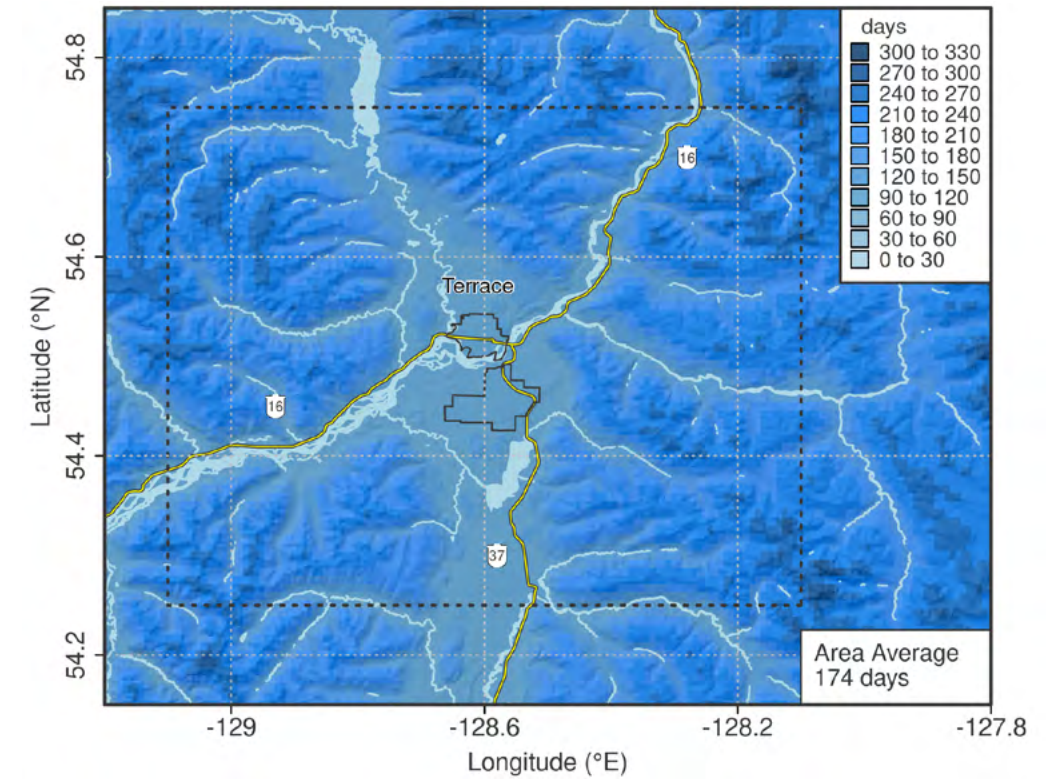 days
300 to 330
270 to 300
240 to 270
210 to 240
180 to 210
150 to 180
120 to 150
90 to 120
60 to 90
30 to 60
0 to 30
54.8
16
54.6
Terrace
Latitude (°N)
16
54.4
37
54.2
Area Average
174 days
-129
-128.6
-128.2
-127.8
Longitude (°E)